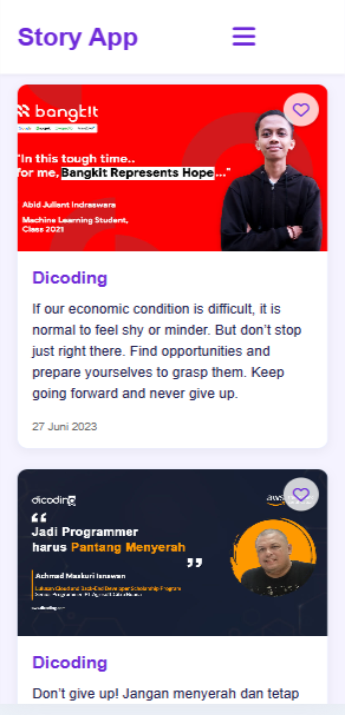 Story App
bangk!t
"In this tough time..
for me, Bangkit Represents Hope..."
Abid Juliant Indraswara
Machine Learning Student,
Class 2021
Dicoding
If our economic condition is difficult, it is
normal to feel shy or minder. But don't stop
just right there. Find opportunities and
prepare yourselves to grasp them. Keep
going forward and never give up.
27 Juni 2023
dicoding
aws
Jadi Programmer
harus Pantang Menyerah
Achmad Maskuri Isnawan
Dicoding
Don't give up! Jangan menyerah dan tetap